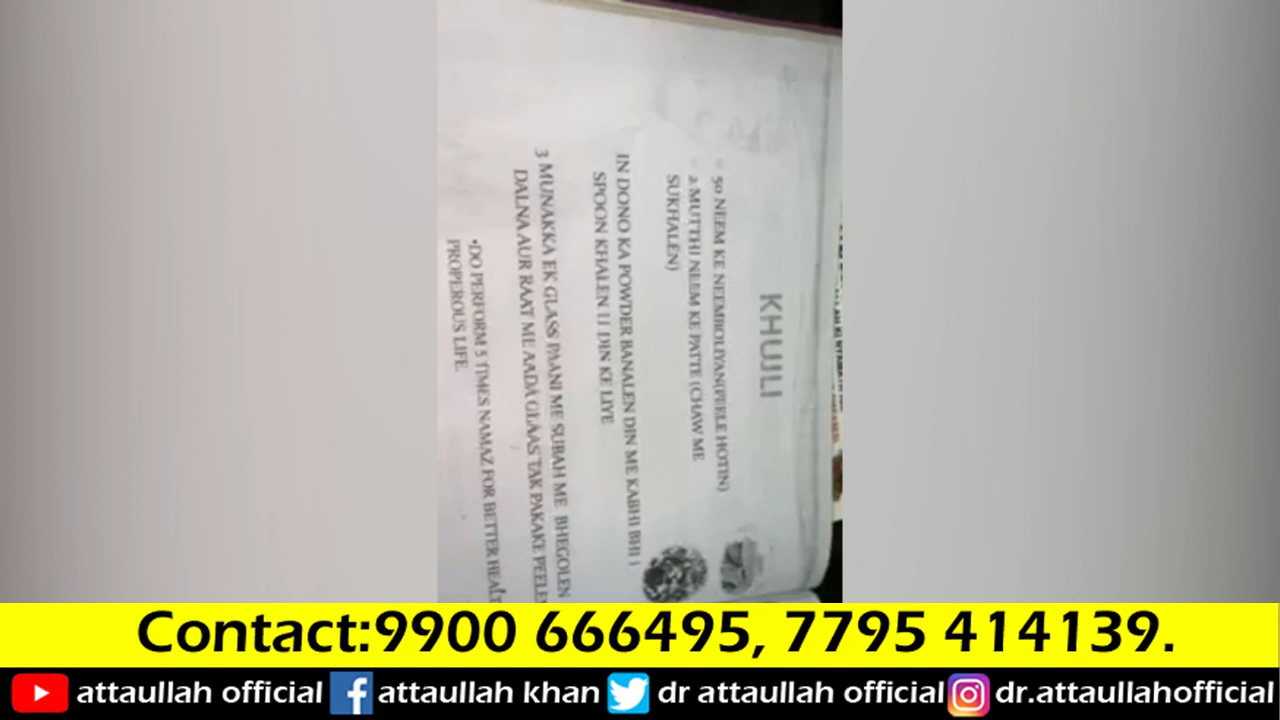 KHUJLI
50 NEEM KE NEEMBOLIYAN(PEELE HOTIN)
2 MUTTHI NEEM KE PATTE (CHAW ME
SUKHALEN)
IN DONO KA POWDER BANALEN DIN ME KABHI BHI 1
SPOON KHALEN 11 DIN KE LIYE
3 MUNAKKA EK GLASS PAANI ME SUBAH ME BHEGOLEN
DALNA AUR RAAT ME AADA GLAAS TAK PAKAKE PEELEN
•DO PERFORM 5 TIMES NAMAZ FOR BETTER HEALT
PROPEROUS LIFE.
Contact:9900 666495, 7795 414139.
attaullah official attaullah khan dr attaullah official dr.attaullahofficial